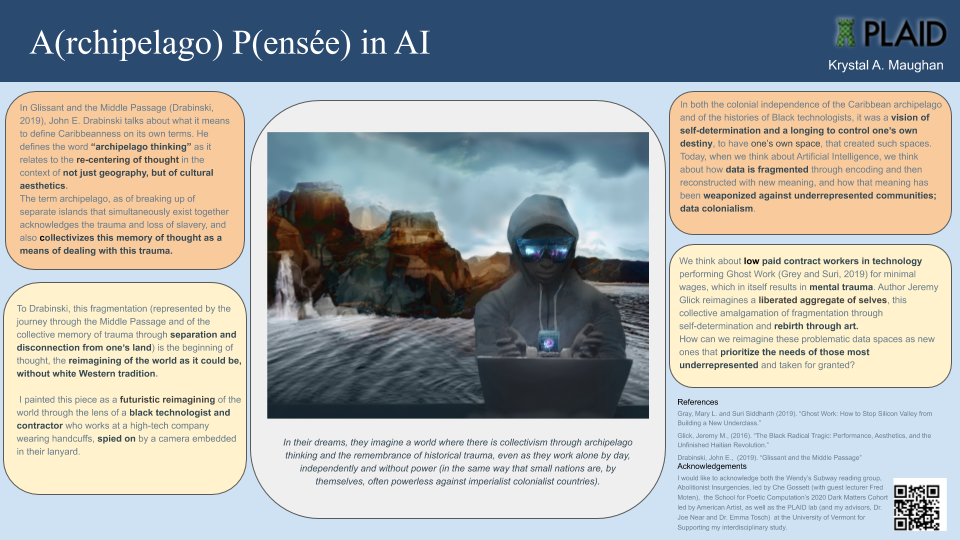 A(rchipelago) P(ensée) in AI
PLAID
Krystal A. Maughan
In Glissant and the Middle Passage (Drabinski,
2019), John E. Drabinski talks about what it means
to define Caribbeanness on its own terms. He
defines the word “archipelago thinking” as it
relates to the re-centering of thought in the
context of not just geography, but of cultural
aesthetics.
The term archipelago, as of breaking up of
separate islands that simultaneously exist together
acknowledges the trauma and loss of slavery, and
also collectivizes this memory of thought as a
means of dealing with this trauma.
To Drabinski, this fragmentation (represented by the
journey through the Middle Passage and of the
collective memory of trauma through separation and
disconnection from one's land) is the beginning of
thought, the reimagining of the world as it could be,
without white Western tradition.
I painted this piece as a futuristic reimagining of the
world through the lens of a black technologist and
contractor who works at a high-tech company
wearing handcuffs, spied on by a camera embedded
in their lanyard.
In their dreams, they imagine a world where there is collectivism through archipelago
thinking and the remembrance of historical trauma, even as they work alone by day,
independently and without power (in the same way that small nations are, by
themselves, often powerless against imperialist colonialist countries).
In both the colonial independence of the Caribbean archipelago
and of the histories of Black technologists, it was a vision of
self-determination and a longing to control one's own
destiny, to have one's own space, that created such spaces.
Today, when we think about Artificial Intelligence, we think
about how data is fragmented through encoding and then
reconstructed with new meaning, and how that meaning has
been weaponized against underrepresented communities;
data colonialism.
We think about low paid contract workers in technology
performing Ghost Work (Grey and Suri, 2019) for minimal
wages, which in itself results in mental trauma. Author Jeremy
Glick reimagines a liberated aggregate of selves, this
collective amalgamation of fragmentation through
self-determination and rebirth through art.
How can we reimagine these problematic data spaces as new
ones that prioritize the needs of those most
underrepresented and taken for granted?
References
Gray, Mary L. and Suri Siddharth (2019). “Ghost Work: How to Stop Silicon Valley from
Building a New Underclass.”
Glick, Jeremy M., (2016). “The Black Radical Tragic: Performance, Aesthetics, and the
Unfinished Haitian Revolution.”
Drabinski, John E., (2019). “Glissant and the Middle Passage”
Acknowledgements
I would like to acknowledge both the Wendy's Subway reading group,
Abolitionist Insurgencies, led by Che Gossett (with guest lecturer Fred
Moten), the School for Poetic Computation's 2020 Dark Matters Cohort
led by American Artist, as well as the PLAID lab (and my advisors, Dr.
Joe Near and Dr. Emma Tosch) at the University of Vermont for
Supporting my interdisciplinary study.